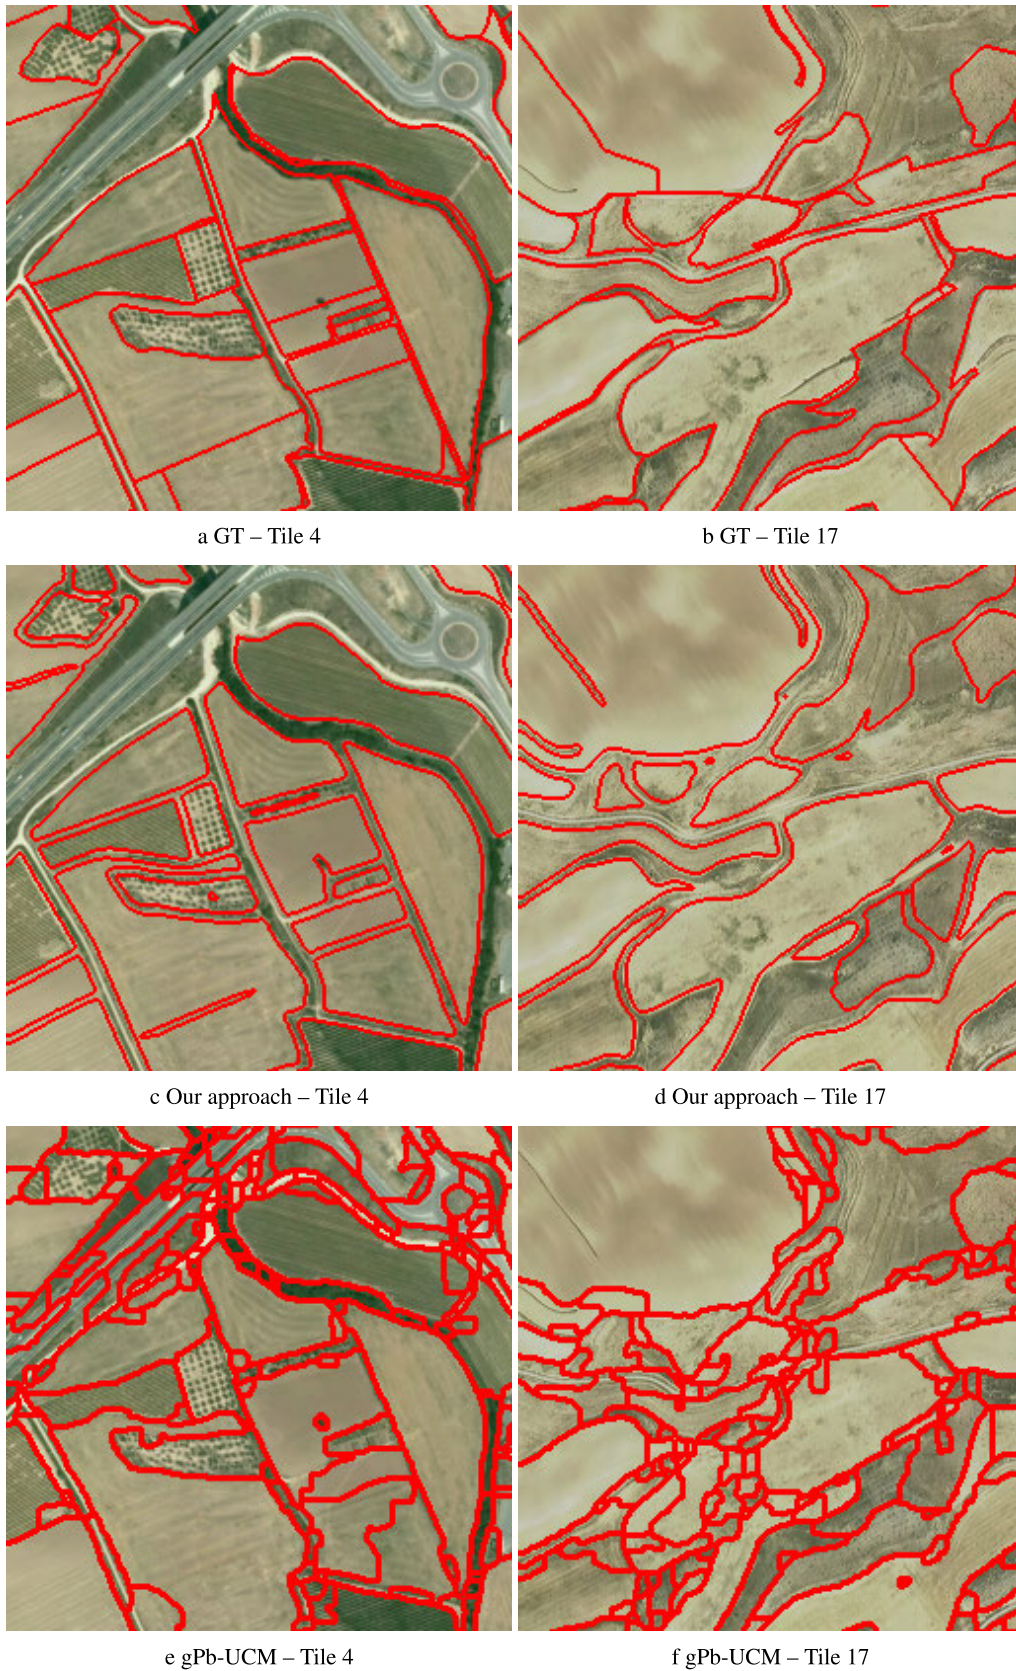 a GT – Tile 4
b GT – Tile 17
c Our approach – Tile 4
d Our approach – Tile 17
e gPb-UCM – Tile 4
f gPb-UCM – Tile 17